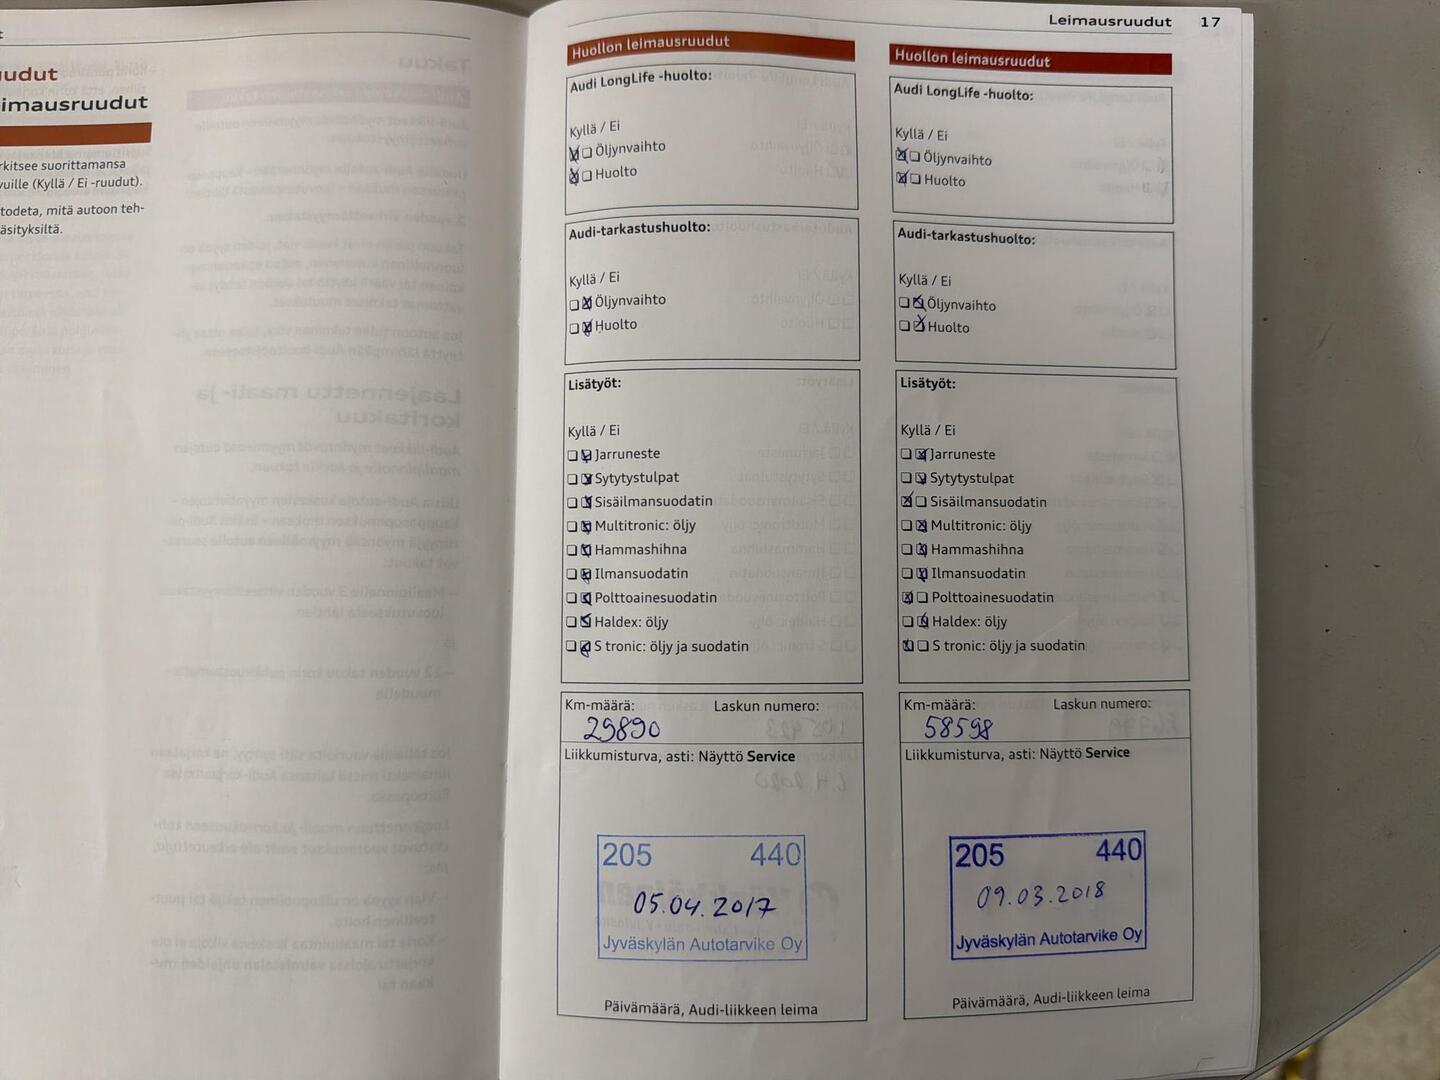 Leimausruudut 17
udut
imausruudut
rkitsee suorittamansa
vuille (Kyllä / Ei -ruudut).
todeta, mitä autoon teh-
äsityksiltä.
Huollon leimausruudut
Audi LongLife -huolto:
Kyllä / Ei
Öljynvaihto
Huolto
Audi-tarkastushuolto:
Kyllä / Ei
Öljynvaihto
Huolto
Lisätyöt:
Kyllä / Ei
Jarruneste
Sytytystulpat
Sisäilmansuodatin
Multitronic: öljy
Hammashihna
Ilmansuodatin
Polttoainesuodatin
Haldex: öljy
S tronic: öljy ja suodatin
Km-määrä: Laskun numero:
29890
Liikkumisturva, asti: Näyttö Service
205 440
05.04.2017
Jyväskylän Autotarvike Oy
Päivämäärä, Audi-liikkeen leima
Huollon leimausruudut
Audi LongLife -huolto:
Kyllä / Ei
Öljynvaihto
Huolto
Audi-tarkastushuolto:
Kyllä / Ei
Öljynvaihto
Huolto
Lisätyöt:
Kyllä / Ei
Jarruneste
Sytytystulpat
Sisäilmansuodatin
Multitronic: öljy
Hammashihna
Ilmansuodatin
Polttoainesuodatin
Haldex: öljy
S tronic: öljy ja suodatin
Km-määrä: Laskun numero:
58598
Liikkumisturva, asti: Näyttö Service
205 440
09.03.2018
Jyväskylän Autotarvike Oy
Päivämäärä, Audi-liikkeen leima